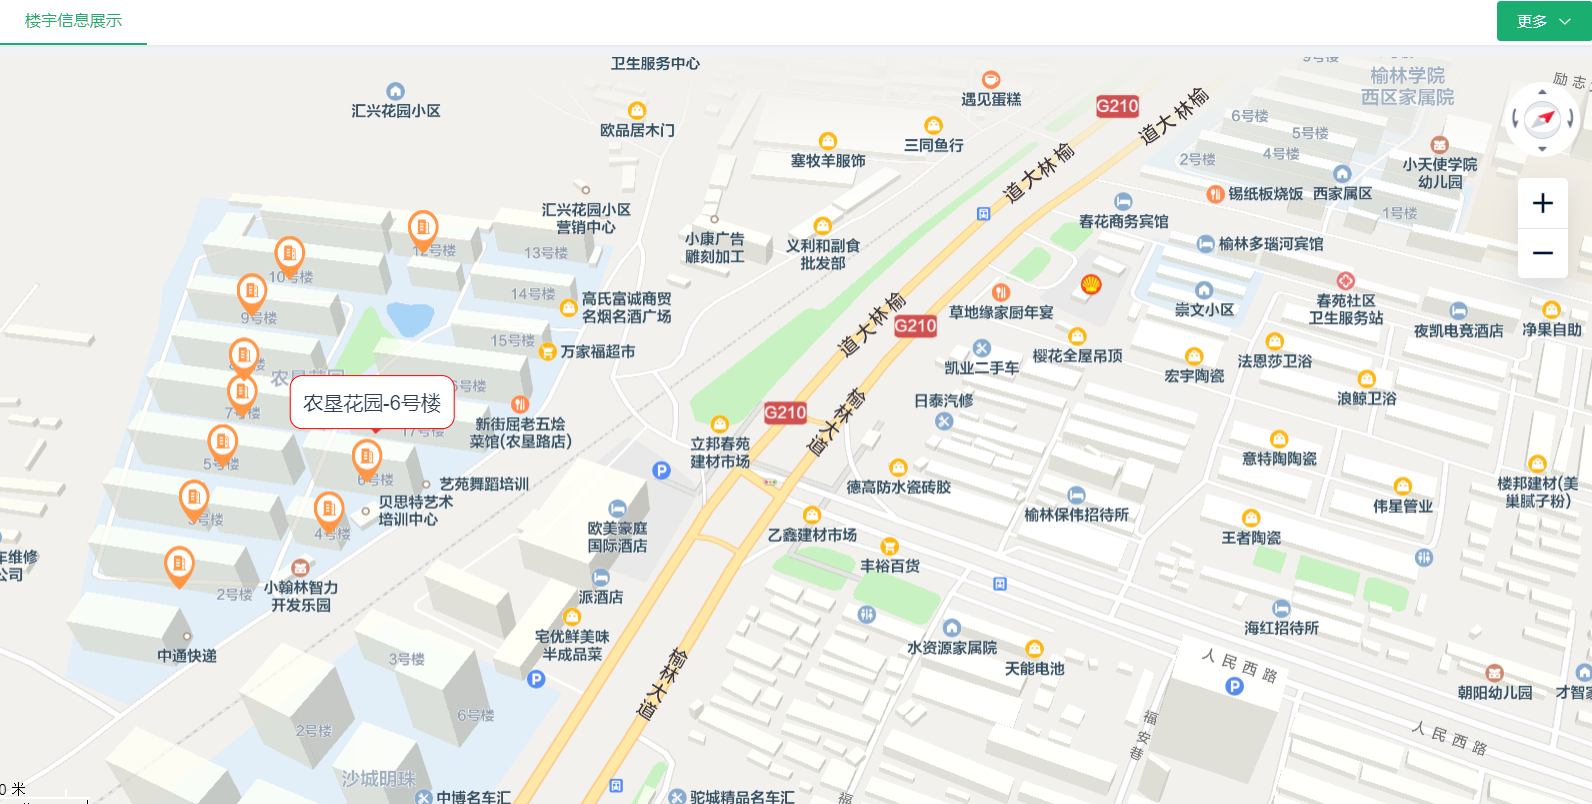 楼宇信息展示
更多
卫生服务中心
9号楼
榆林学院
西区家属院
励志
汇兴花园小区
欧品居木门
遇见蛋糕
G210
榆林大道
三同鱼行
塞牧羊服饰
6号楼
5号楼
4号楼
2号楼
小天使学院
幼儿园
榆林大道
锡纸板烧饭
西家属区
1号楼
汇兴花园小区
营销中心
春花商务宾馆
小康广告
雕刻加工
义利和副食
批发部
榆林多瑙河宾馆
12号楼
13号楼
10号楼
14号楼
9号楼
高氏富诚商贸
名烟名酒广场
榆林大道
G210
草地缘家厨年宴
崇文小区
春苑社区
卫生服务站
夜凯电竞酒店
净果自助
15号楼
万家福超市
凯业二手车
樱花全屋吊顶
宏宇陶瓷
法恩莎卫浴
浪鲸卫浴
农垦花园-6号楼
7号楼
17号楼
新街屈老五烩
菜馆(农垦路店)
G210
榆林大道
日泰汽修
立邦春苑
建材市场
5号楼
6号楼
意特陶陶瓷
德高防水瓷砖胶
艺苑舞蹈培训
贝思特艺术
培训中心
P
楼邦建材(美
巢腻子粉)
伟星管业
榆林保伟招待所
3号楼
4号楼
欧美豪庭
国际酒店
乙鑫建材市场
王者陶瓷
车维修
公司
丰裕百货
2号楼
小翰林智力
开发乐园
派酒店
宅优鲜美味
半成品菜
海红招待所
中通快递
3号楼
水资源家属院
天能电池
榆林大道
人民西路
P
P
朝阳幼儿园
才智家
6号楼
2号楼
福安巷
人民西路
沙城明珠
0 米
中博名车汇
驼城精品名车汇
福